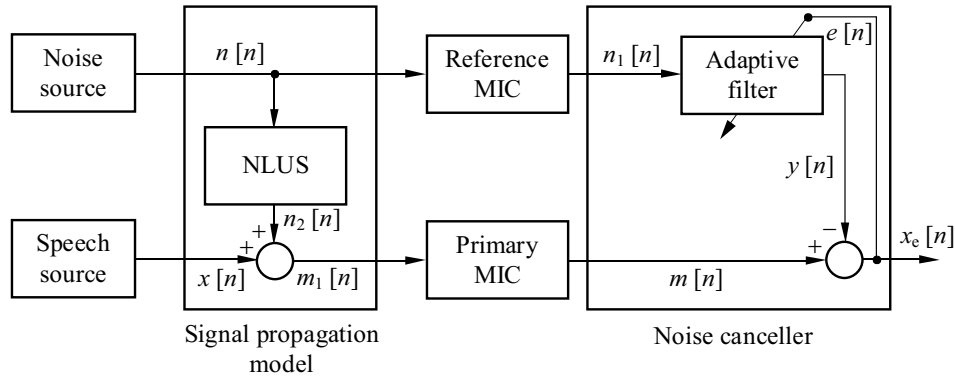 Noise
source
n [n]
Reference
MIC
n₁ [n]
Adaptive
filter
e [n]
NLUS
n₂ [n]
y [n]
Speech
source
x [n]
+
+
m₁ [n]
Primary
MIC
m [n]
+
−
xₑ [n]
Signal propagation
model
Noise canceller